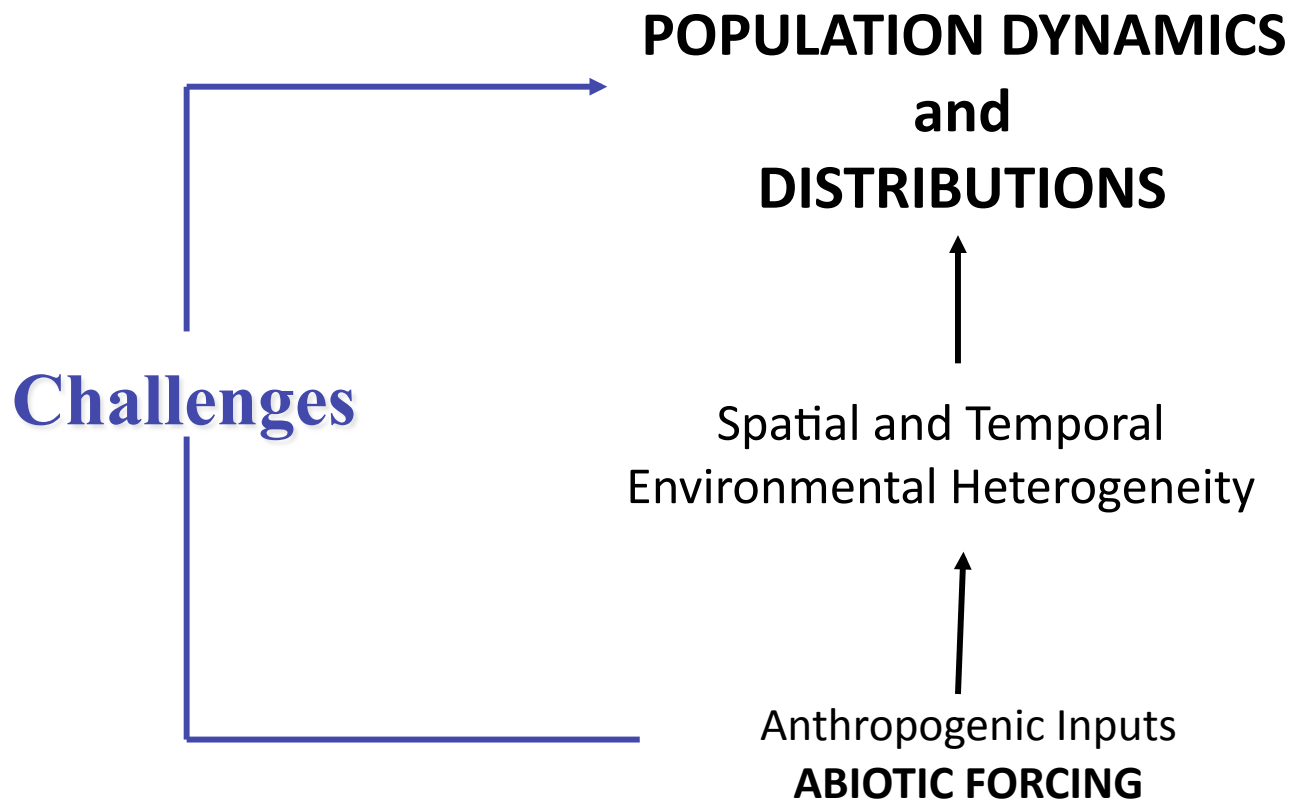 POPULATION DYNAMICS
and
DISTRIBUTIONS
Challenges
Spatial and Temporal
Environmental Heterogeneity
Anthropogenic Inputs
ABIOTIC FORCING